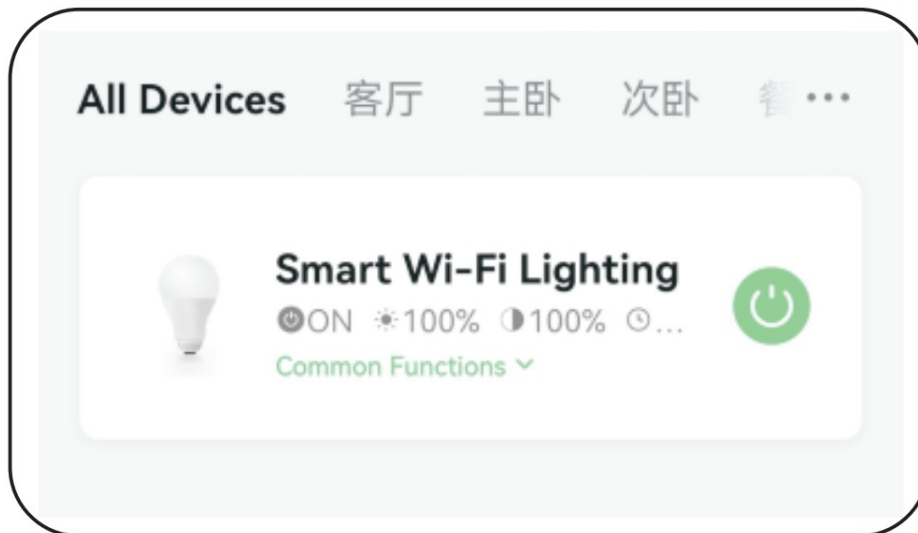 All Devices 客厅 主卧 次卧 ...
Smart Wi-Fi Lighting
ON 100% 100% ...
Common Functions